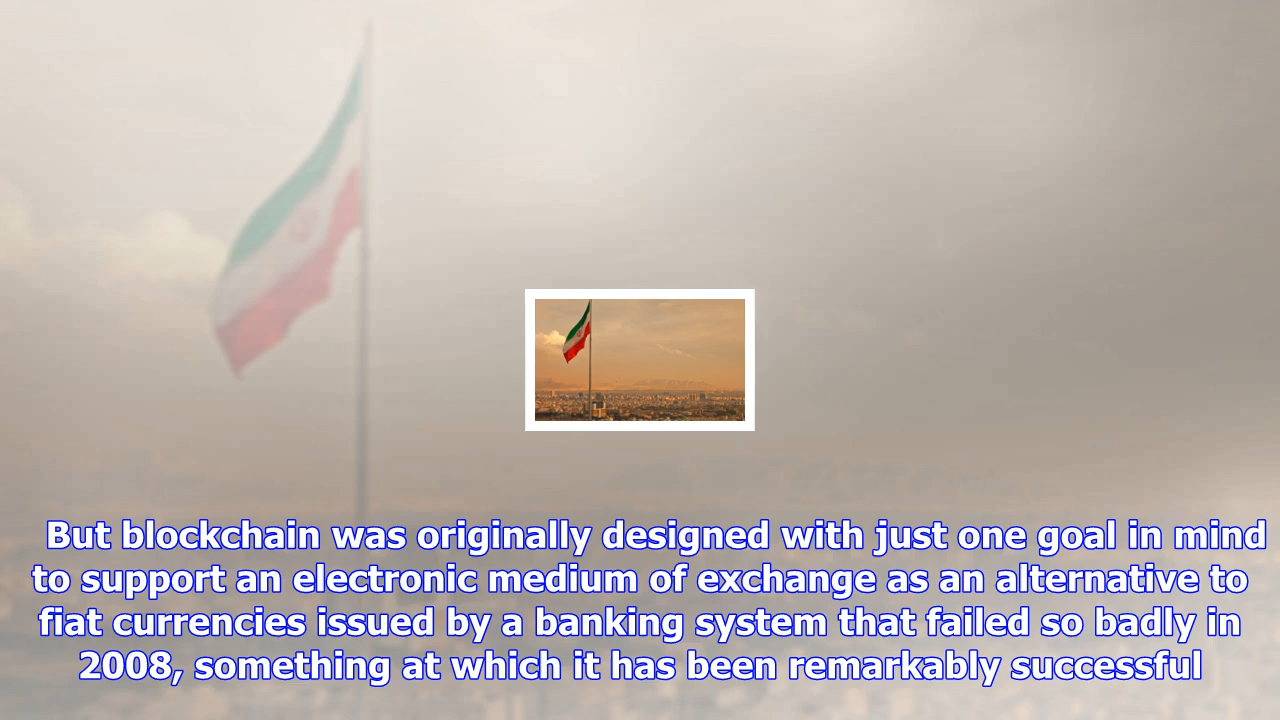 But blockchain was originally designed with just one goal in mind
to support an electronic medium of exchange as an alternative to
fiat currencies issued by a banking system that failed so badly in
2008, something at which it has been remarkably successful